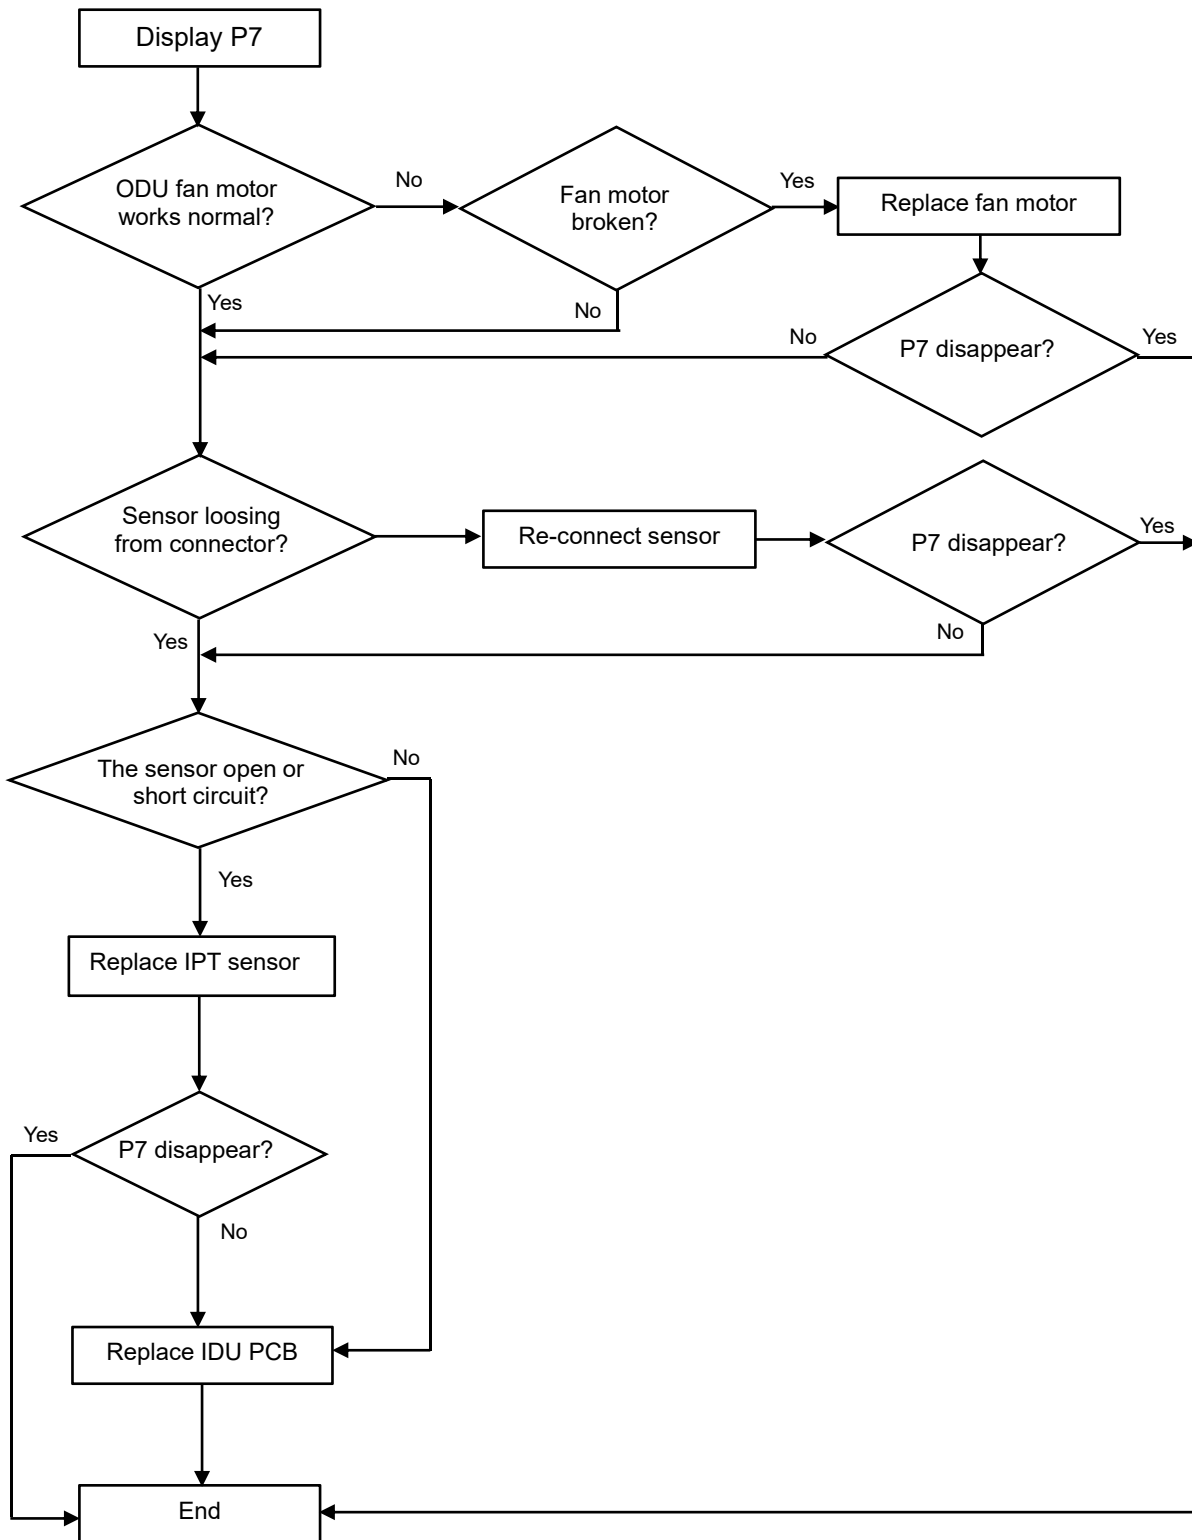 Display P7
ODU fan motor
works normal?
No
Fan motor
broken?
Yes
Replace fan motor
Yes
No
No
P7 disappear?
Yes
Sensor loosing
from connector?
Re-connect sensor
P7 disappear?
Yes
Yes
No
The sensor open or
short circuit?
No
Yes
Replace IPT sensor
Yes
P7 disappear?
No
Replace IDU PCB
End